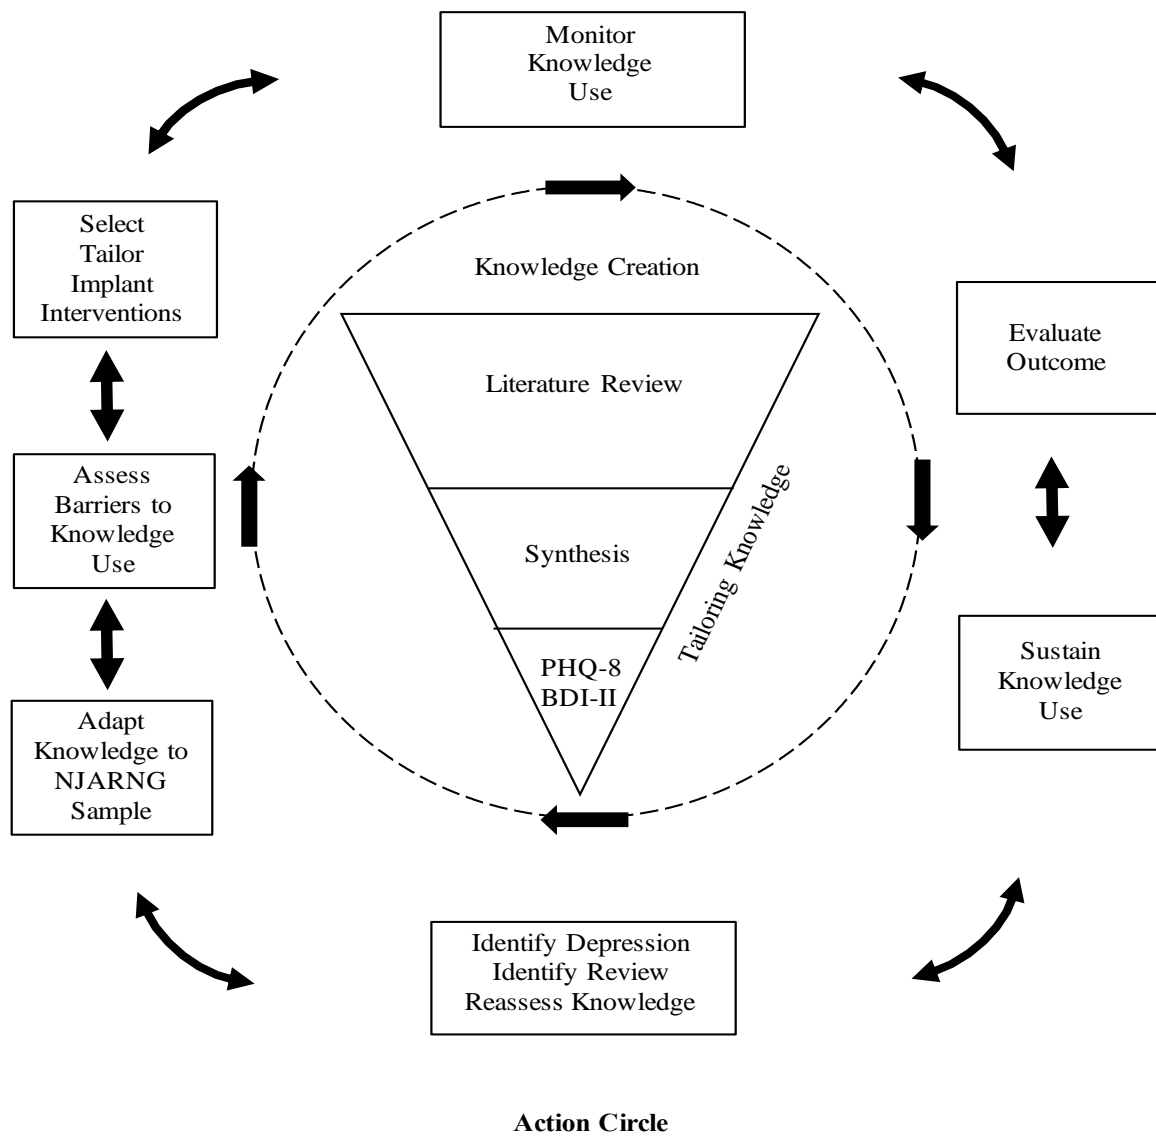 Monitor
Knowledge
Use
Select
Tailor
Implant
Interventions
Knowledge Creation
Evaluate
Outcome
Literature Review
Assess
Barriers to
Knowledge
Use
Synthesis
Tailoring Knowledge
Sustain
Knowledge
Use
PHQ-8
BDI-II
Adapt
Knowledge to
NJARNG
Sample
Identify Depression
Identify Review
Reassess Knowledge
Action Circle